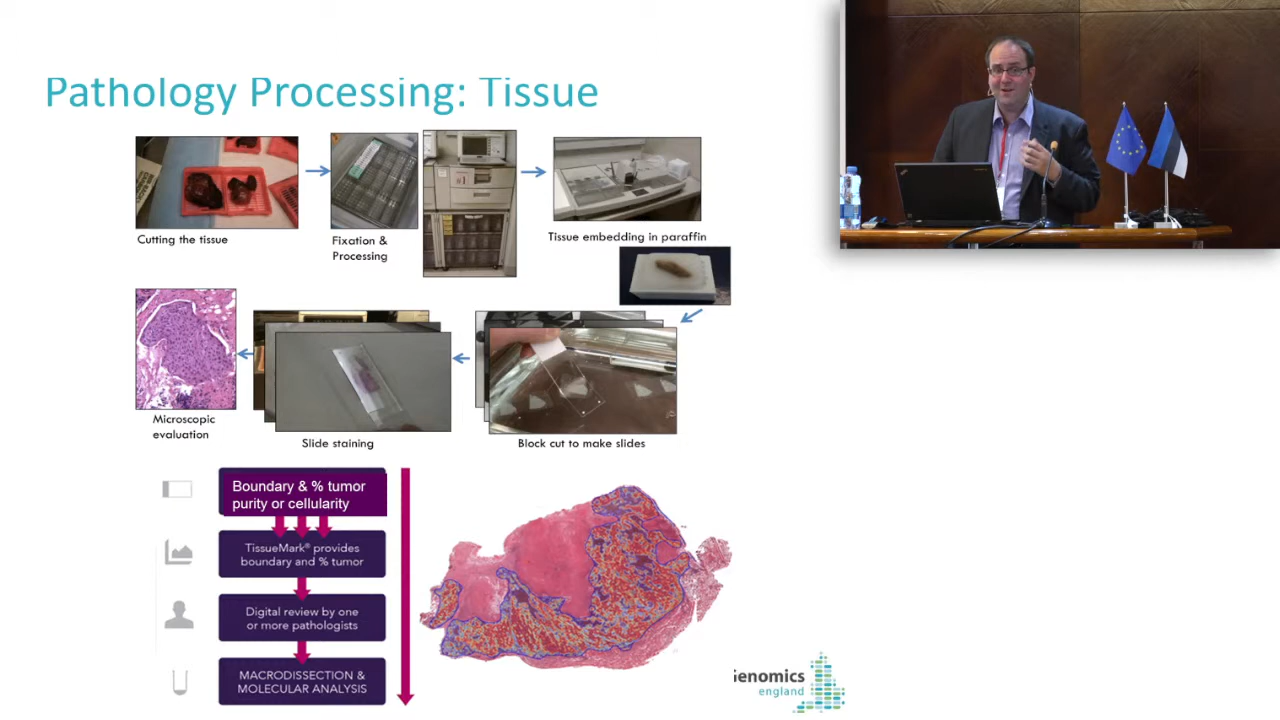 Pathology Processing: Tissue
Cutting the tissue
Fixation &
Processing
Tissue embedding in paraffin
Microscopic
evaluation
Slide staining
Block cut to make slides
Boundary & % tumor
purity or cellularity
TissueMark® provides
boundary and % tumor
Digital review by one
or more pathologists
MACRODISSECTION &
MOLECULAR ANALYSIS
Genomics
england